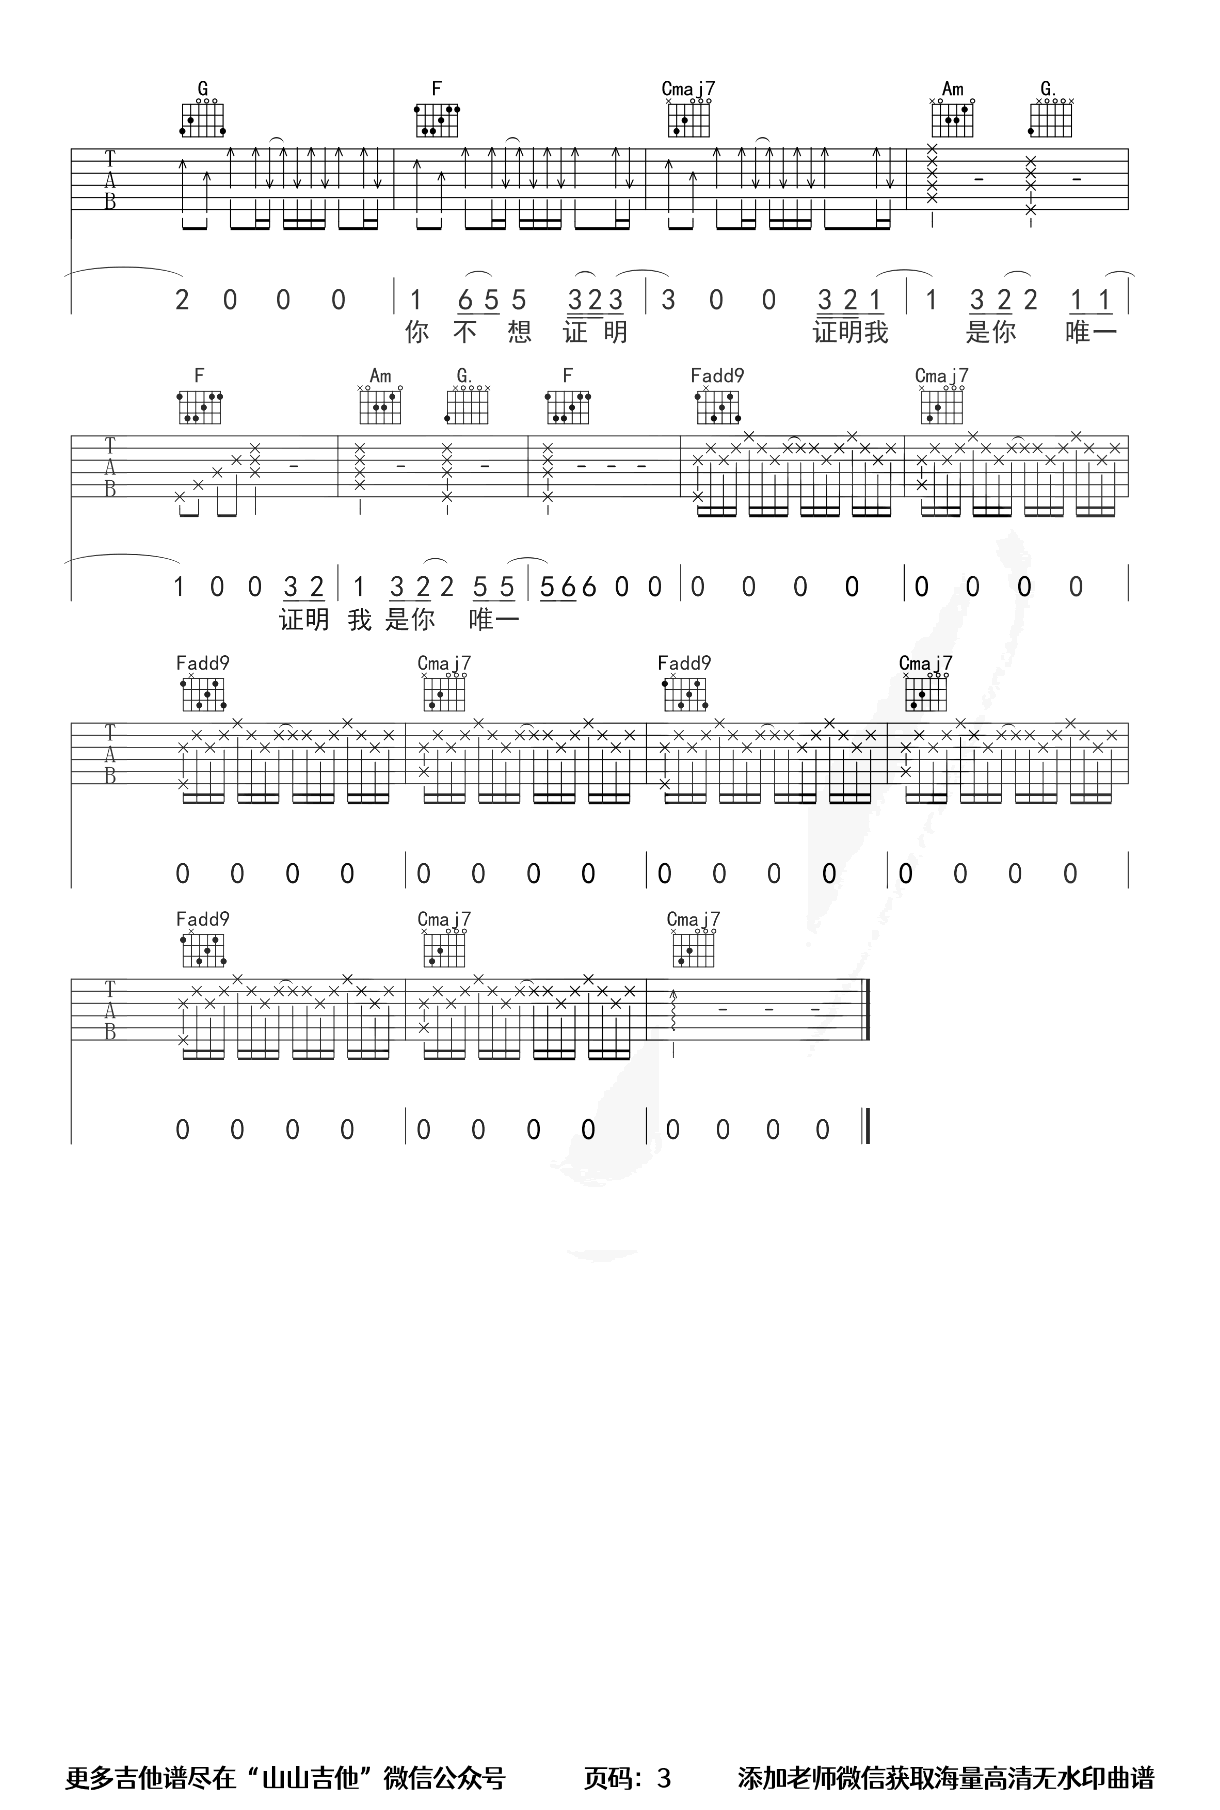 G F Cmaj7 Am G.
T
A
B
2 0 0 0 1 6 5 5 3 2 3 3 0 0 3 2 1 1 3 2 2 1 1
你 不 想 证 明 证明我 是你 唯一
F Am G. F Fadd9 Cmaj7
T
A
B
1 0 0 3 2 1 3 2 2 5 5 5 6 6 0 0 0 0 0 0 0 0 0 0
证明 我 是你 唯一
Fadd9 Cmaj7 Fadd9 Cmaj7
T
A
B
0 0 0 0 0 0 0 0 0 0 0 0 0 0 0 0
Fadd9 Cmaj7 Cmaj7
T
A
B
0 0 0 0 0 0 0 0 0 0 0 0
更多吉他谱尽在“山山吉他”微信公众号 页码：3 添加老师微信获取海量高清无水印曲谱